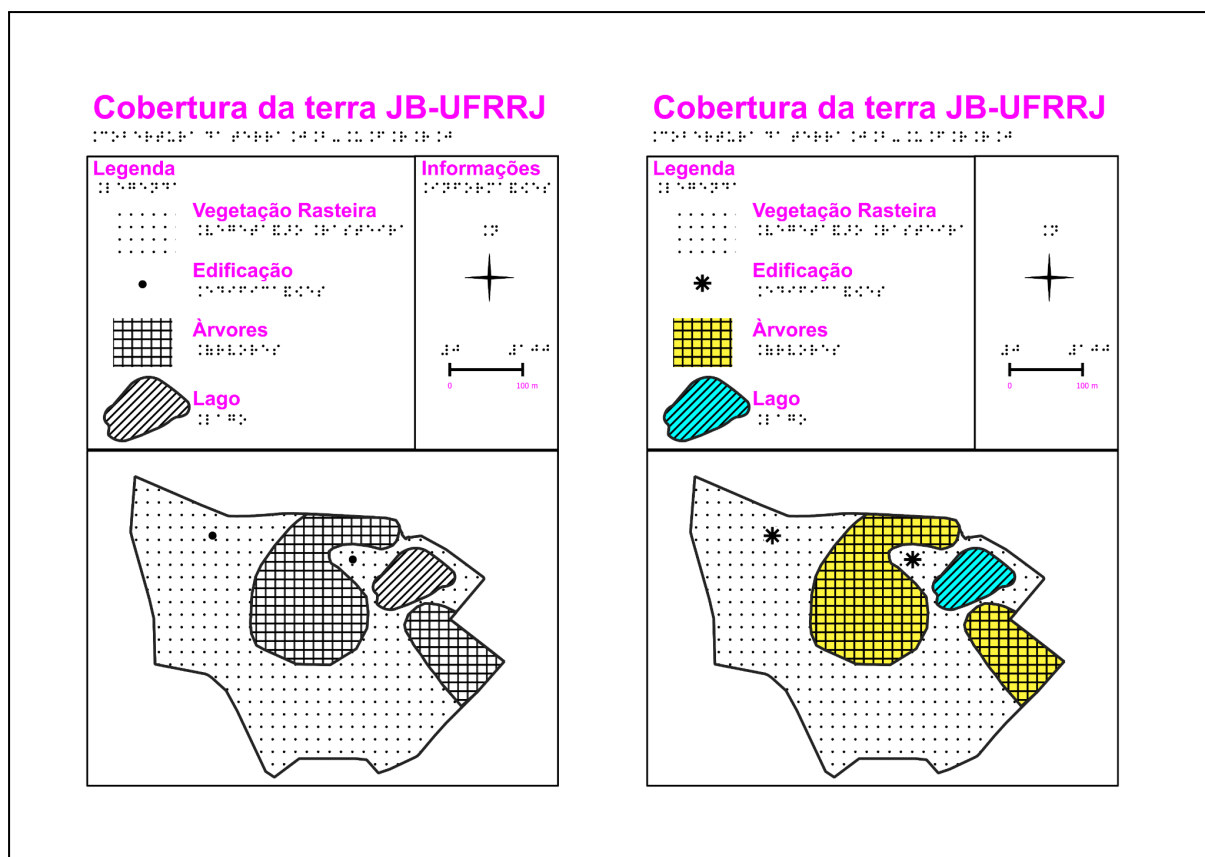 Cobertura da terra JB-UFRRJ
Legenda
Informações
Vegetação Rasteira
Edificação
Àrvores
Lago
0 100 m
Cobertura da terra JB-UFRRJ
Legenda
Vegetação Rasteira
Edificação
Àrvores
Lago
0 100 m